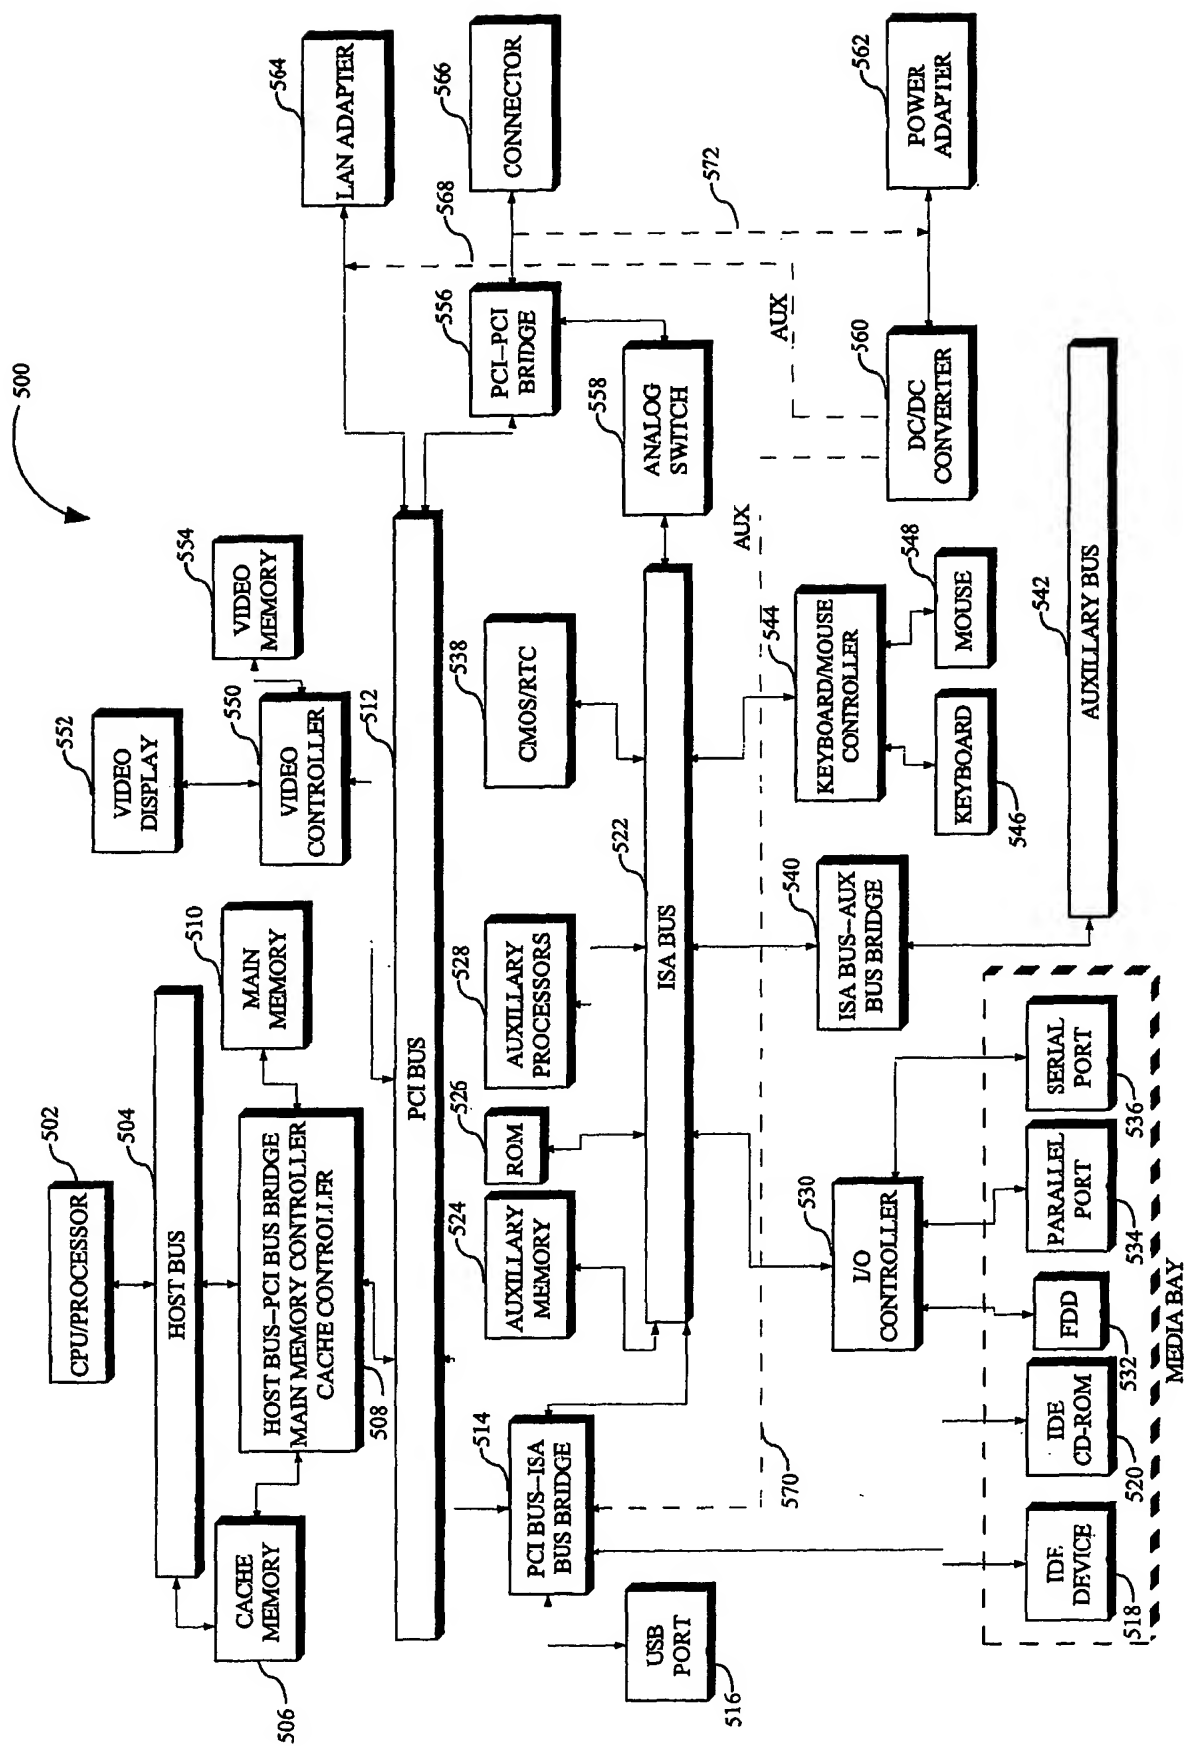 500
CPU/PROCESSOR
502
HOST BUS
504
CACHE
MEMORY
506
HOST BUS–PCI BUS BRIDGE
MAIN MEMORY CONTROLLER
CACHE CONTROLLER
508
MAIN
MEMORY
510
VIDEO
DISPLAY
552
VIDEO
CONTROLLER
550
VIDEO
MEMORY
554
LAN ADAPTER
564
PCI BUS
512
PCI BUS–ISA
BUS BRIDGE
514
AUXILLARY
MEMORY
524
ROM
526
AUXILLARY
PROCESSORS
528
CMOS/RTC
538
PCI–PCI
BRIDGE
556
CONNECTOR
566
568
USB
PORT
516
ISA BUS
522
ANALOG
SWITCH
558
572
570
AUX
AUX
I/O
CONTROLLER
530
ISA BUS–AUX
BUS BRIDGE
540
KEYBOARD/MOUSE
CONTROLLER
544
DC/DC
CONVERTER
560
POWER
ADAPTER
562
KEYBOARD
546
MOUSE
548
IDE
DEVICE
518
IDE
CD-ROM
520
FDD
532
PARALLEL
PORT
534
SERIAL
PORT
536
AUXILLARY BUS
542
MEDIA BAY